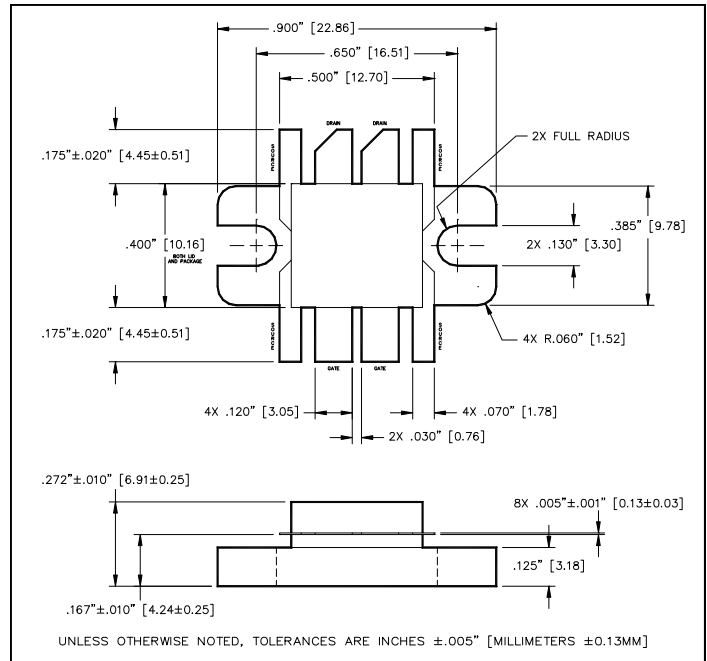 .900" [22.86]
.650" [16.51]
.500" [12.70]
DRAIN DRAIN
SOURCE SOURCE
2X FULL RADIUS
.175"±.020" [4.45±0.51]
.385" [9.78]
.400" [10.16]
BOTH LID
AND PACKAGE
2X .130" [3.30]
.175"±.020" [4.45±0.51]
SOURCE SOURCE
4X R.060" [1.52]
GATE GATE
4X .120" [3.05]
4X .070" [1.78]
2X .030" [0.76]
.272"±.010" [6.91±0.25]
8X .005"±.001" [0.13±0.03]
.125" [3.18]
.167"±.010" [4.24±0.25]
UNLESS OTHERWISE NOTED, TOLERANCES ARE INCHES ±.005" [MILLIMETERS ±0.13MM]